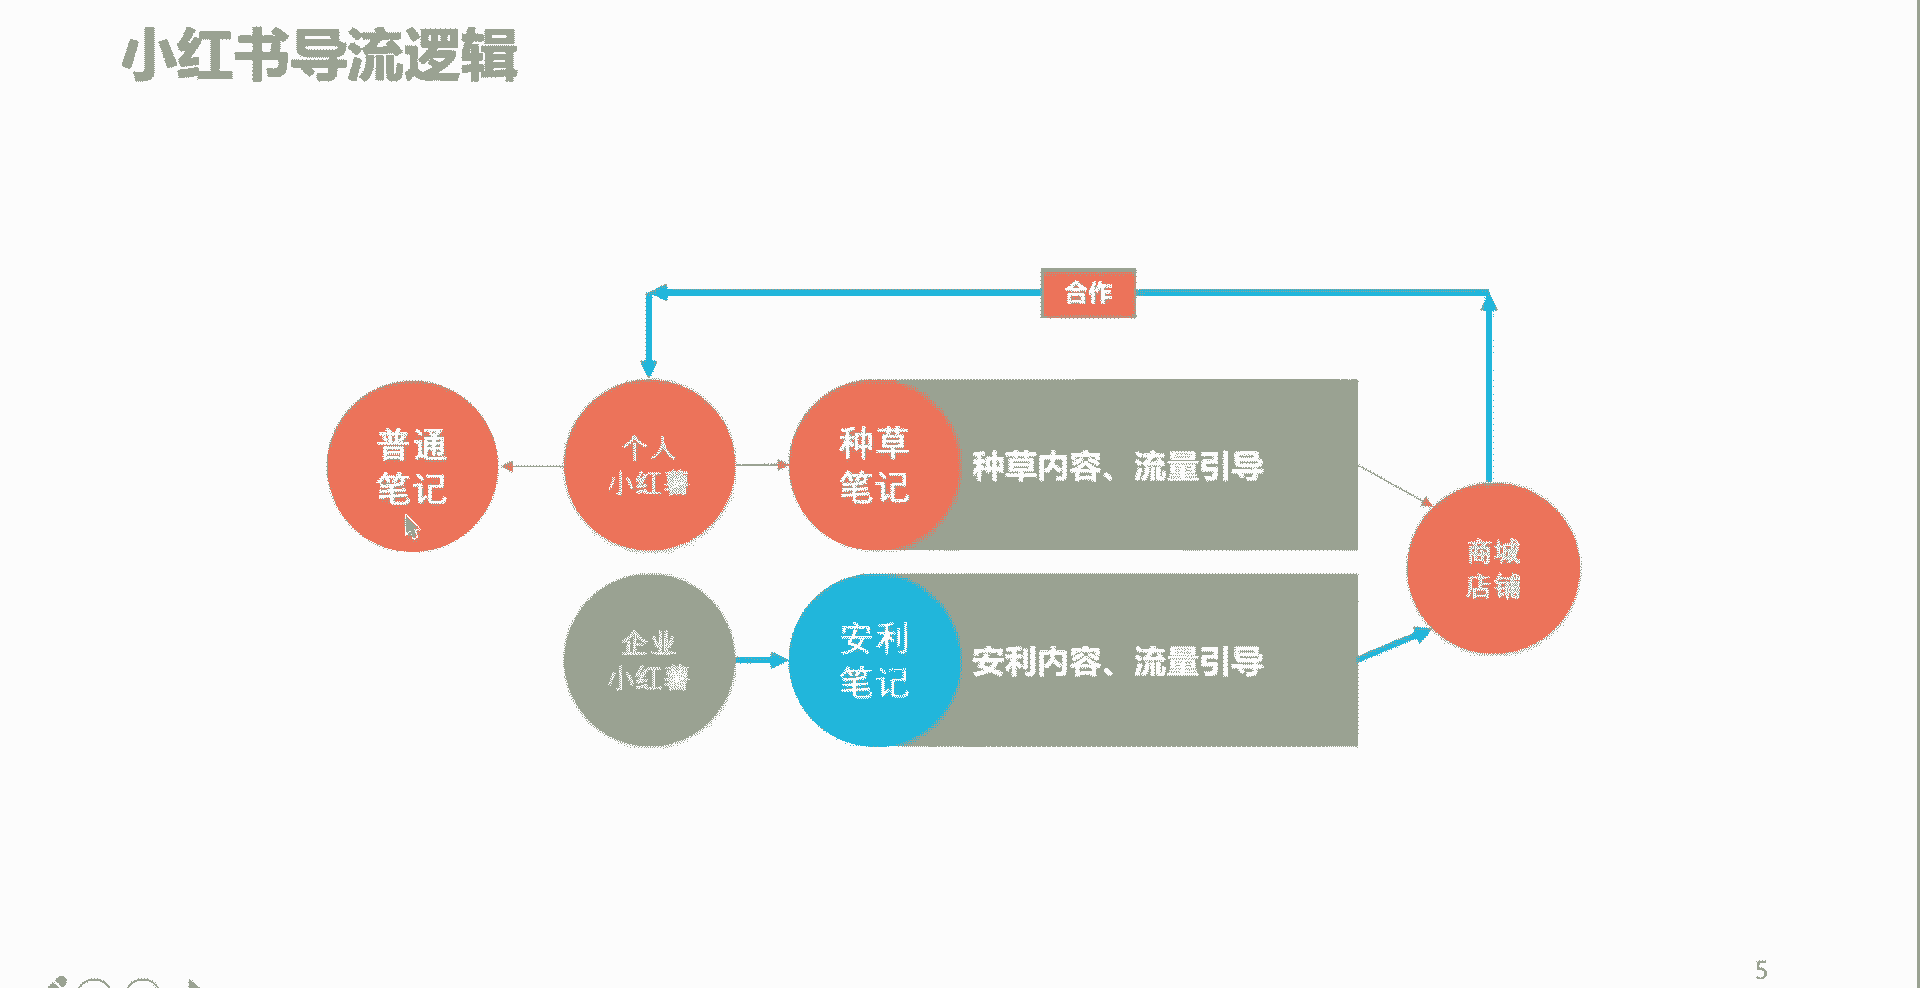 小红书导流逻辑
合作
普通
笔记
个人
小红薯
种草
笔记
种草内容、流量引导
商城
店铺
企业
小红薯
安利
笔记
安利内容、流量引导
5